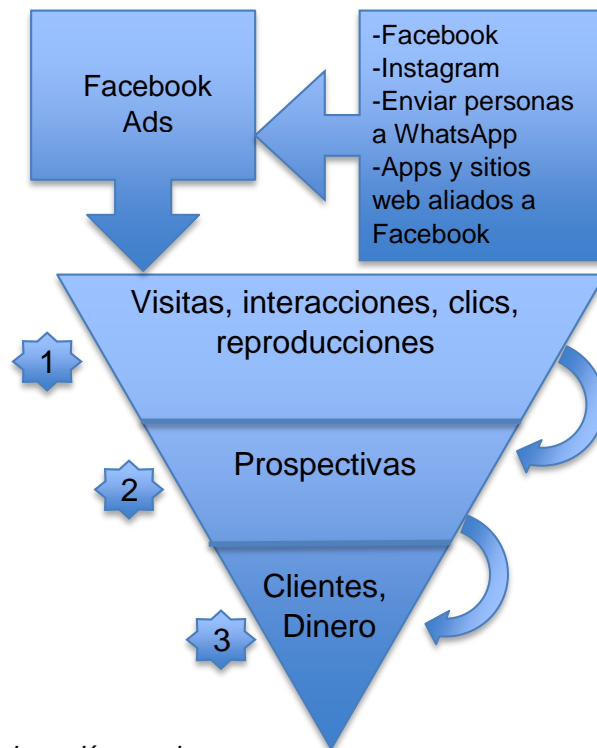 Facebook
Ads
-Facebook
-Instagram
-Enviar personas
a WhatsApp
-Apps y sitios
web aliados a
Facebook
Visitas, interacciones, clics,
reproducciones
1
Prospectivas
2
Clientes,
Dinero
3